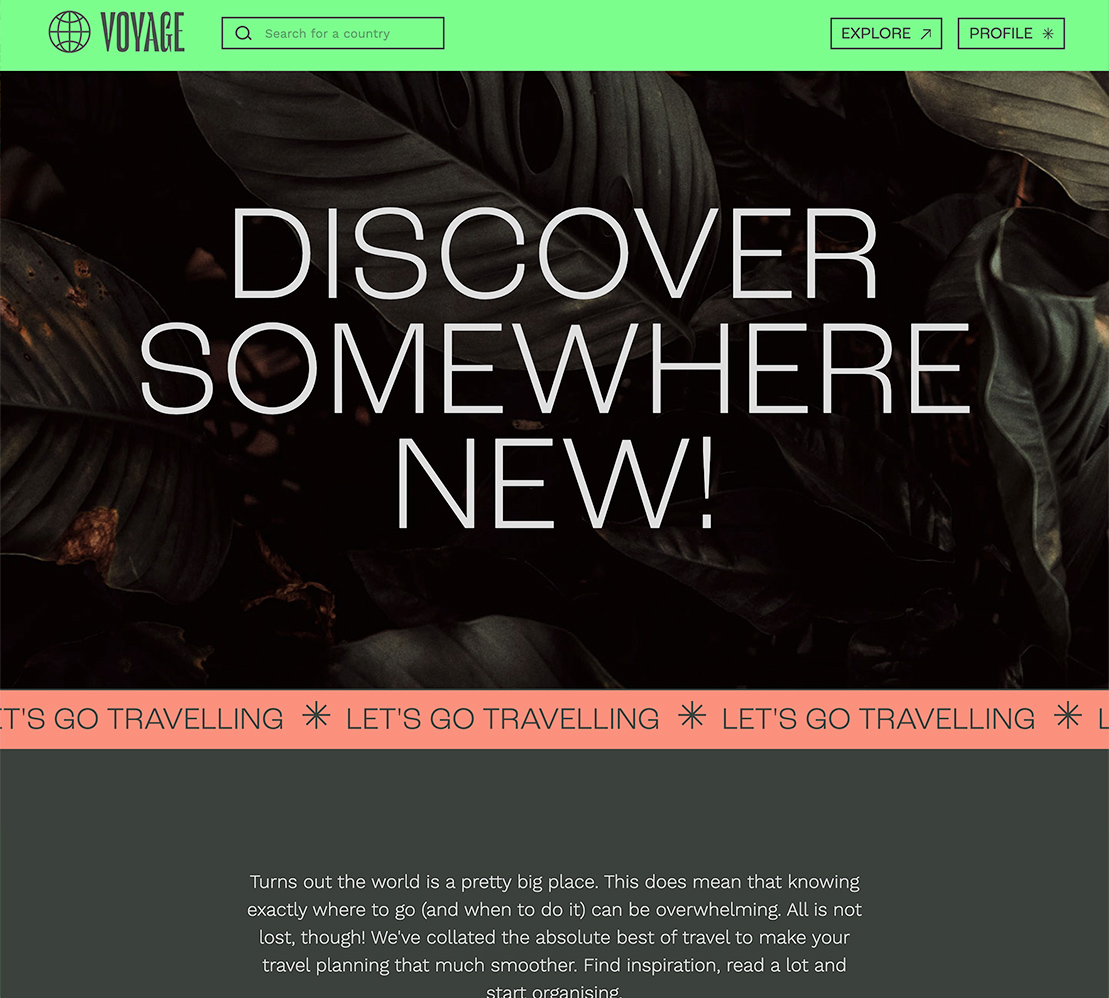 VOYAGE
Search for a country
EXPLORE
PROFILE
DISCOVER
SOMEWHERE
NEW!
ET'S GO TRAVELLING LET'S GO TRAVELLING LET'S GO TRAVELLING L
Turns out the world is a pretty big place. This does mean that knowing
exactly where to go (and when to do it) can be overwhelming. All is not
lost, though! We've collated the absolute best of travel to make your
travel planning that much smoother. Find inspiration, read a lot and
start organising.